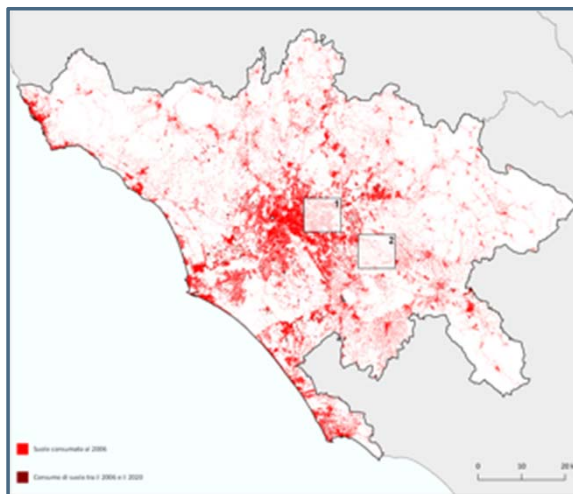 1
2
Suolo consumato al 2006
Consumo di suolo tra il 2006 e il 2020
0 10 20 k